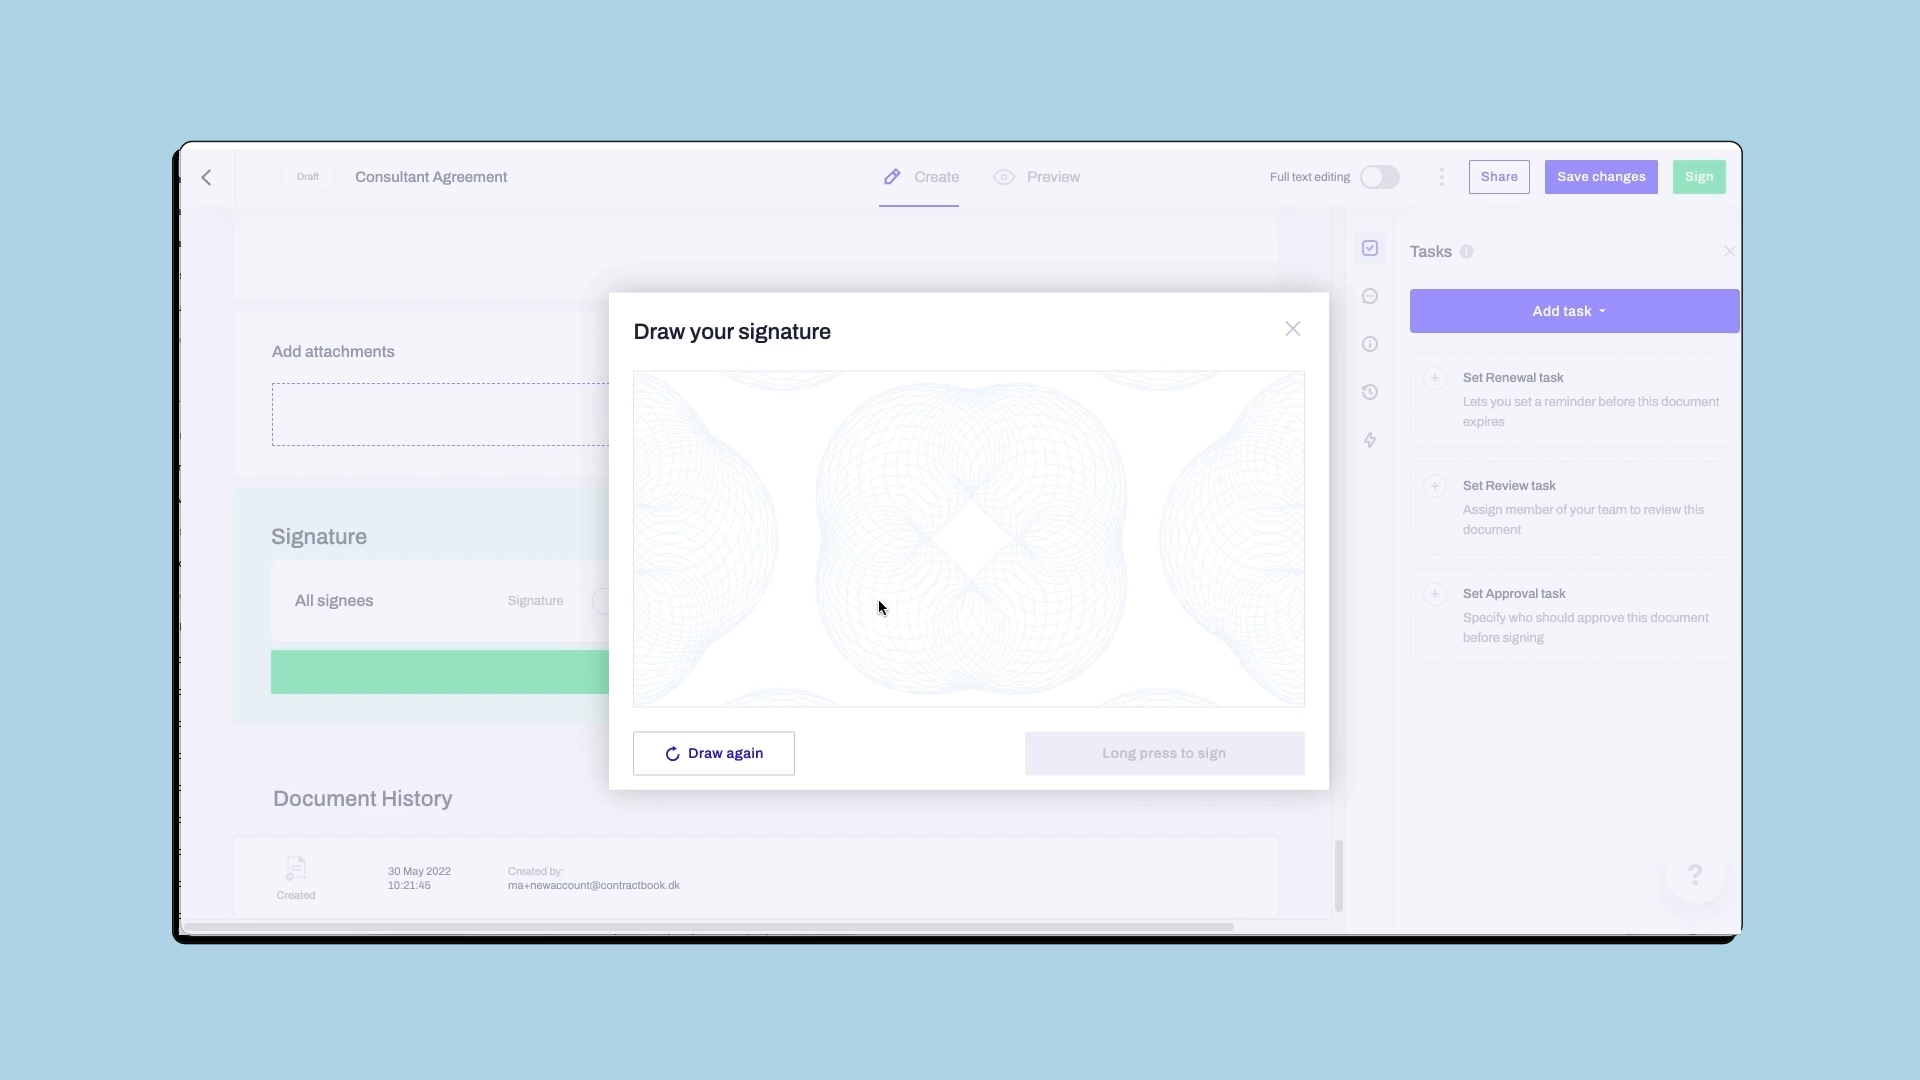 Draft
Consultant Agreement
Create
Preview
Full text editing
Share
Save changes
Sign
Tasks
Add task
Set Renewal task
Lets you set a reminder before this document
expires
Set Review task
Assign member of your team to review this
document
Set Approval task
Specify who should approve this document
before signing
Add attachments
Signature
All signees
Signature
Draw your signature
Draw again
Long press to sign
Document History
Created
30 May 2022
10:21:45
Created by:
ma+newaccount@contractbook.dk
?